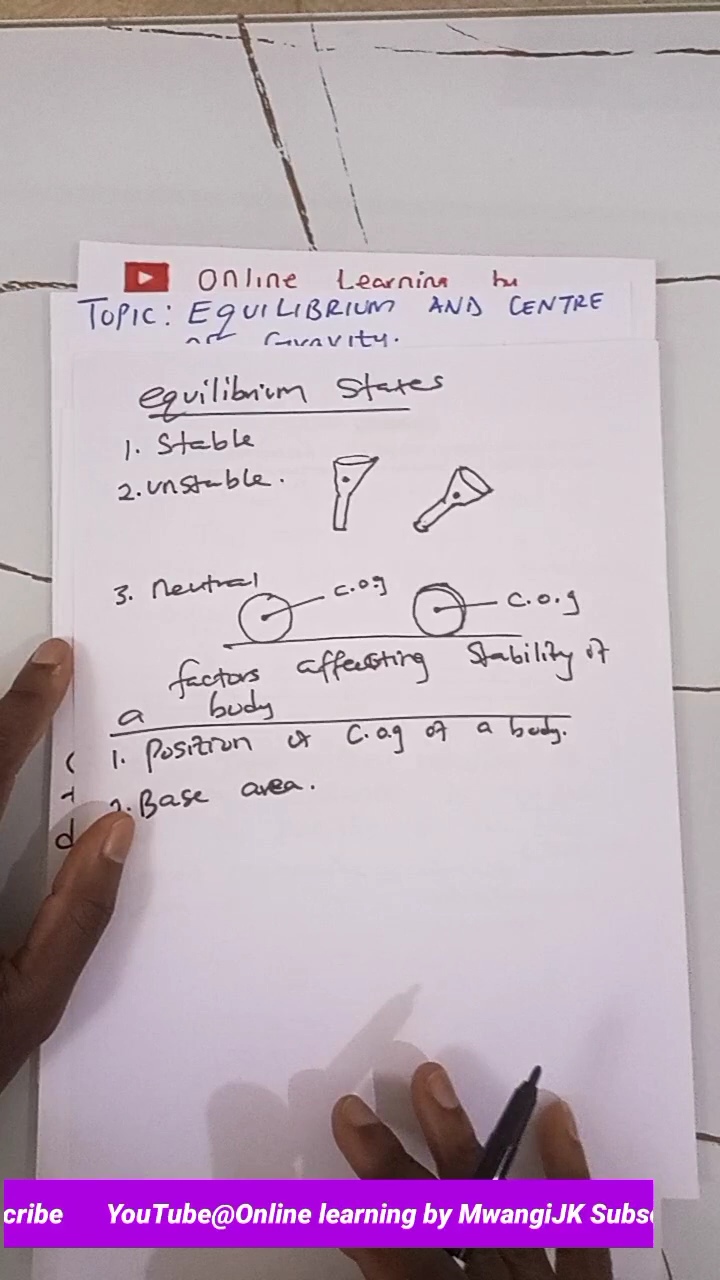 Online Learning by
TOPIC: EQUILIBRIUM AND CENTRE
OF Gravity.
equilibrium States
1. Stable
2. unstable.
3. neutral
c.o.g
c.o.g
factors affecting stability of
a body
1. Position of c.o.g of a body.
2. Base area.
d
cribe YouTube@Online learning by MwangiJK Subs